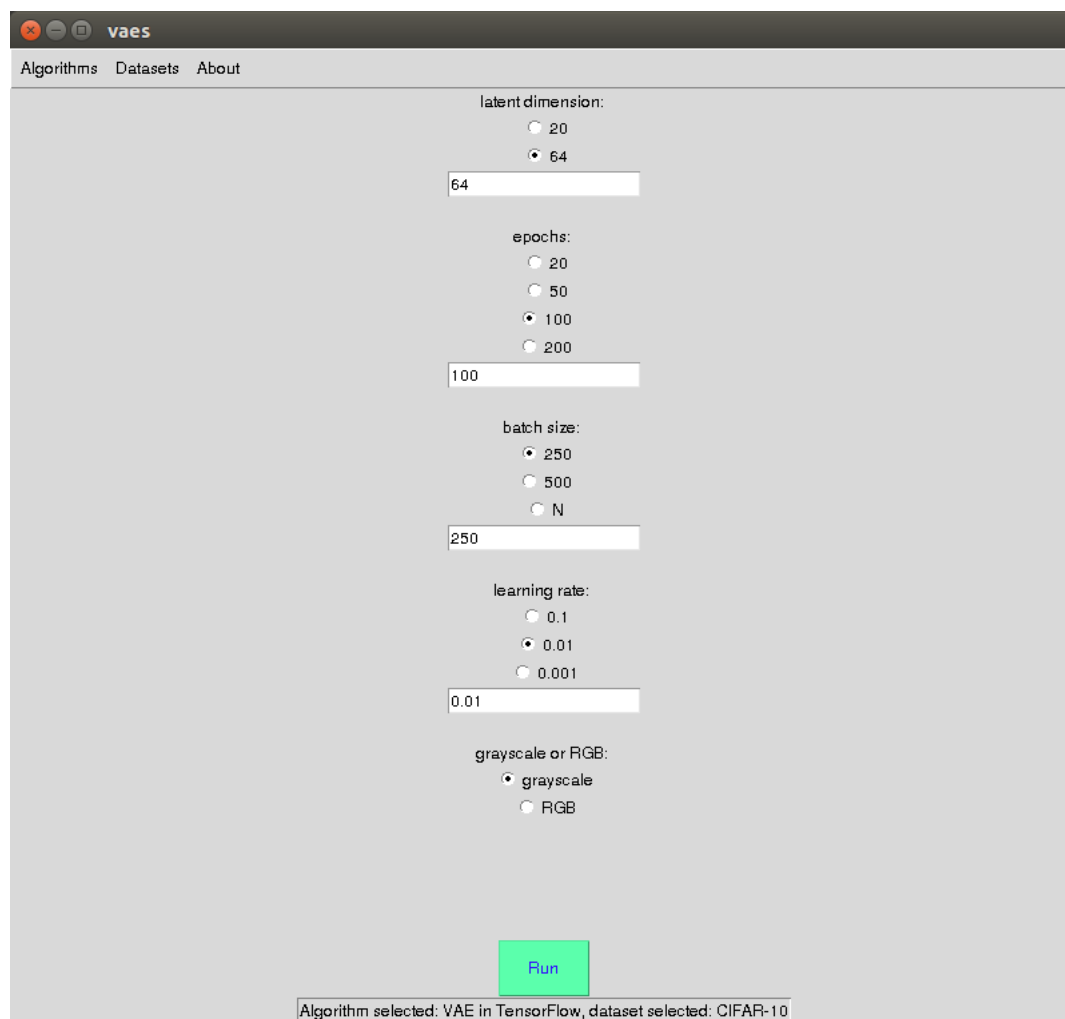 vaes
Algorithms Datasets About
latent dimension:
20
64
64
epochs:
20
50
100
200
100
batch size:
250
500
N
250
learning rate:
0.1
0.01
0.001
0.01
grayscale or RGB:
grayscale
RGB
Run
Algorithm selected: VAE in TensorFlow, dataset selected: CIFAR-10